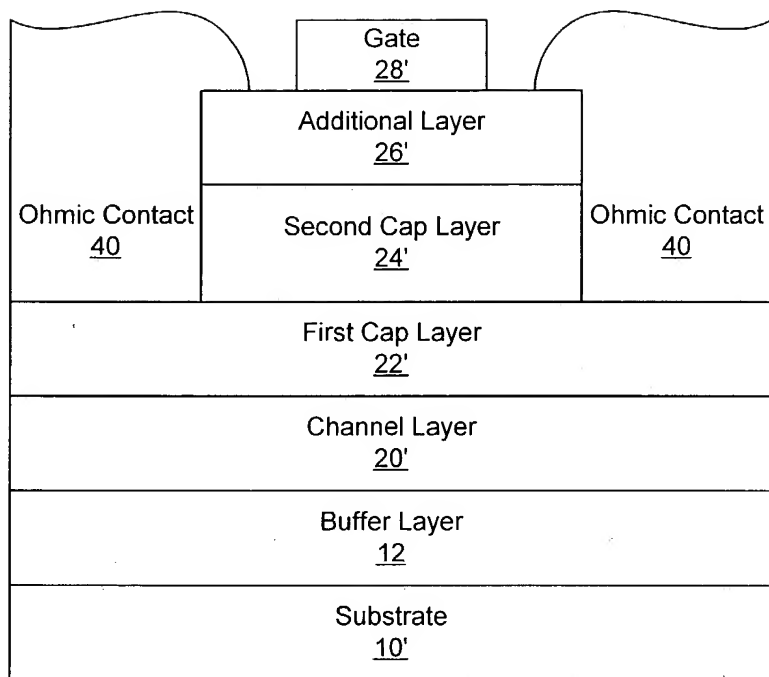 Gate
28'
Additional Layer
26'
Ohmic Contact
40
Second Cap Layer
24'
Ohmic Contact
40
First Cap Layer
22'
Channel Layer
20'
Buffer Layer
12
Substrate
10'